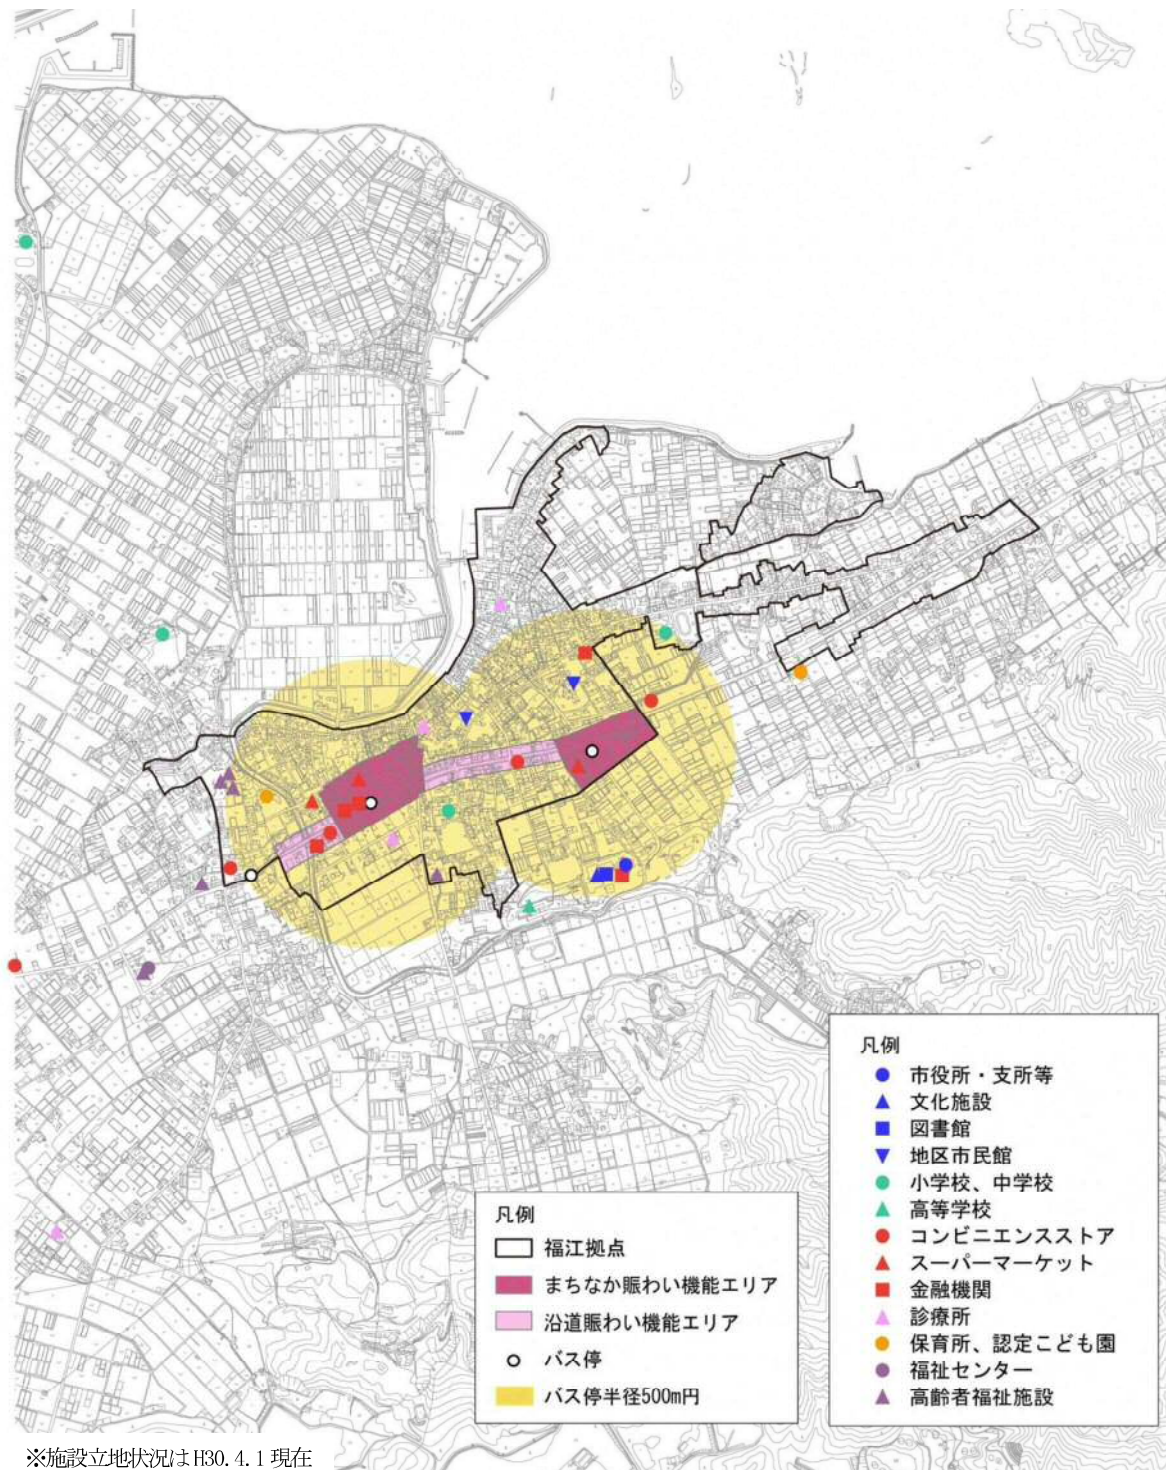 凡例
市役所・支所等
文化施設
図書館
地区市民館
小学校、中学校
高等学校
コンビニエンスストア
スーパーマーケット
金融機関
診療所
保育所、認定こども園
福祉センター
高齢者福祉施設
凡例
福江拠点
まちなか賑わい機能エリア
沿道賑わい機能エリア
バス停
バス停半径500m円
※施設立地状況はH30.4.1現在